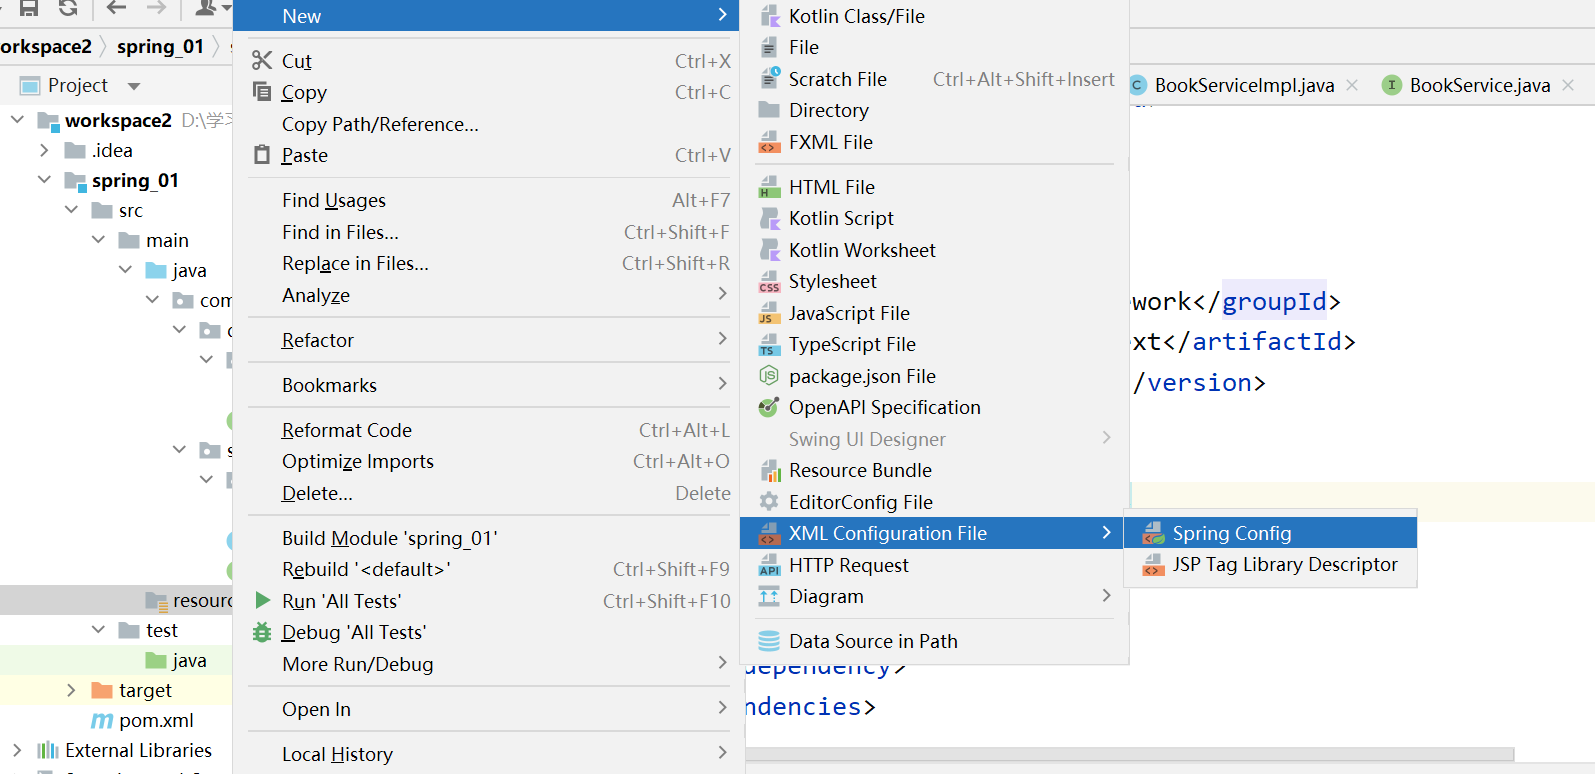 New
Kotlin Class/File
Cut Ctrl+X
File
Copy Ctrl+C
Scratch File Ctrl+Alt+Shift+Insert
Copy Path/Reference...
Directory
Paste Ctrl+V
FXML File
Find Usages Alt+F7
HTML File
Find in Files... Ctrl+Shift+F
Kotlin Script
Replace in Files... Ctrl+Shift+R
Kotlin Worksheet
Analyze
Stylesheet
Refactor
JavaScript File
Bookmarks
TypeScript File
Reformat Code Ctrl+Alt+L
package.json File
Optimize Imports Ctrl+Alt+O
OpenAPI Specification
Delete... Delete
Swing UI Designer
Build Module 'spring_01'
Resource Bundle
Rebuild '<default>' Ctrl+Shift+F9
EditorConfig File
Run 'All Tests' Ctrl+Shift+F10
XML Configuration File
Debug 'All Tests'
HTTP Request
More Run/Debug
Diagram
Open In
Data Source in Path
Local History
Spring Config
JSP Tag Library Descriptor
orkspace2 spring_01
Project
workspace2 D:\学习
.idea
spring_01
src
main
java
com
resourc
test
java
target
pom.xml
External Libraries
BookServiceImpl.java
BookService.java
work</groupId>
ext</artifactId>
/version>
dependency>
ndencies>